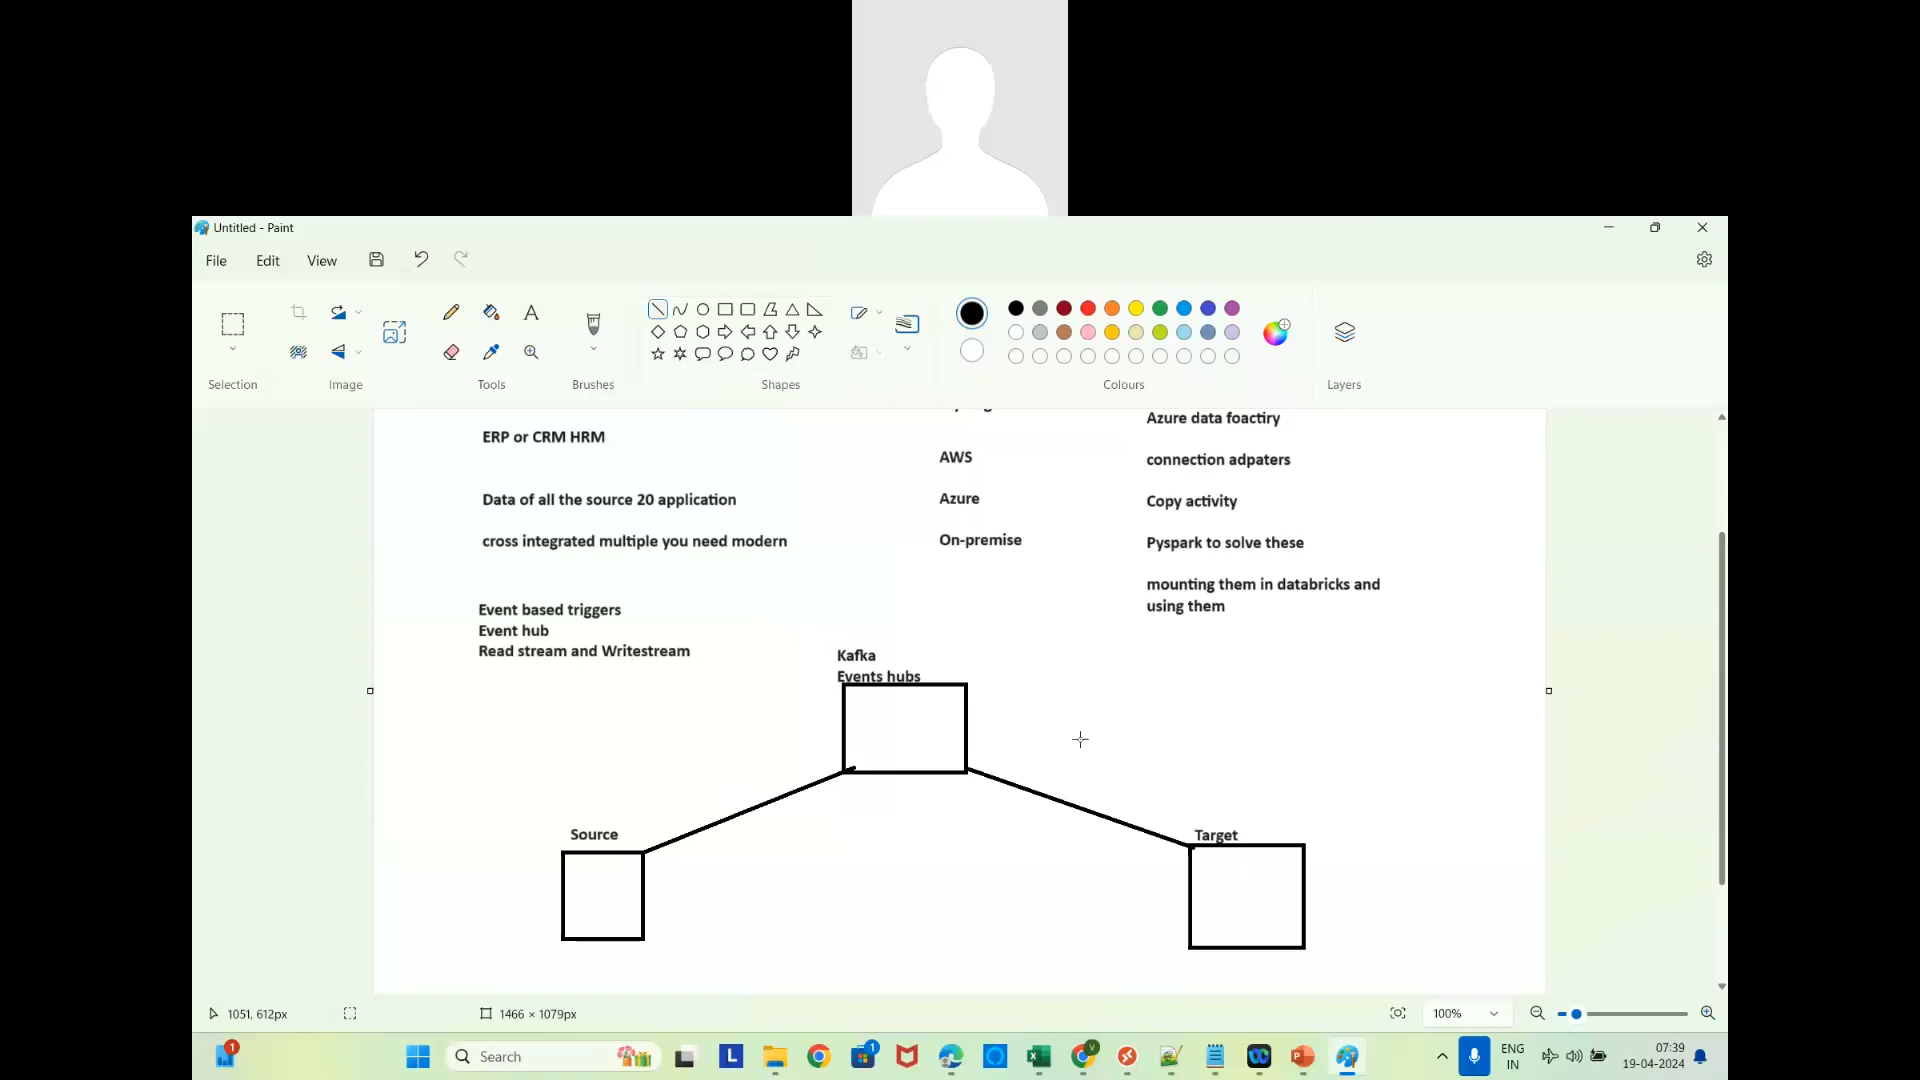 Untitled - Paint
File Edit View
Selection Image Tools Brushes Shapes Colours Layers
ERP or CRM HRM
Data of all the source 20 application
cross integrated multiple you need modern
AWS
Azure
On-premise
Azure data foactiry
connection adpaters
Copy activity
Pyspark to solve these
mounting them in databricks and
using them
Event based triggers
Event hub
Read stream and Writestream
Kafka
Events hubs
Source
Target
1051, 612px
1466 × 1079px
100%
Search
ENG
IN
07:39
19-04-2024